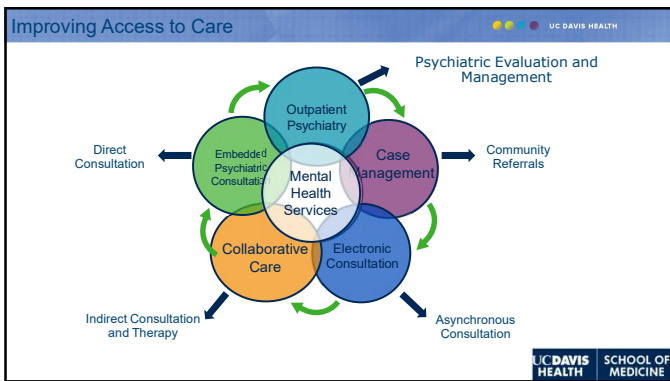 Improving Access to Care
UC DAVIS HEALTH
Psychiatric Evaluation and
Management
Outpatient
Psychiatry
Direct
Consultation
Embedded
Psychiatric
Consultation
Mental
Health
Services
Case
Management
Community
Referrals
Collaborative
Care
Electronic
Consultation
Indirect Consultation
and Therapy
Asynchronous
Consultation
UCDAVIS
HEALTH
SCHOOL OF
MEDICINE